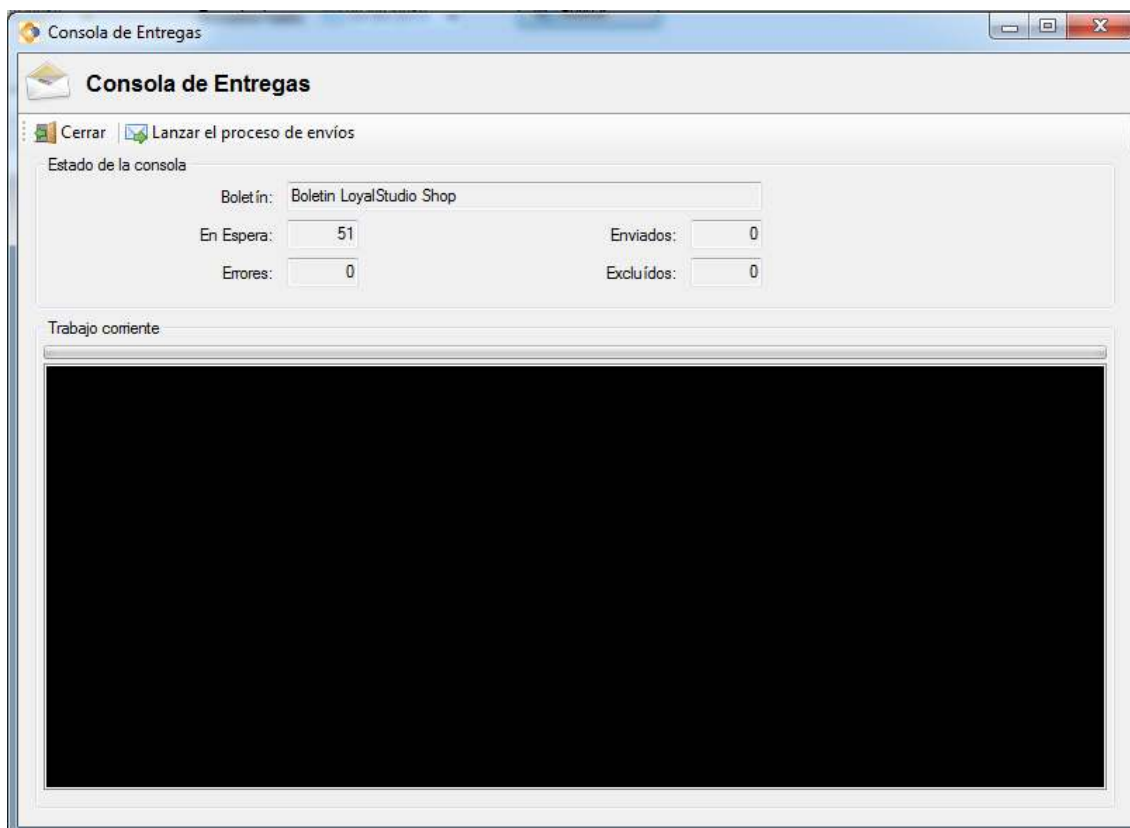 Consola de Entregas
Consola de Entregas
Cerrar Lanzar el proceso de envíos
Estado de la consola
Boletín: Boletin LoyalStudio Shop
En Espera: 51 Enviados: 0
Errores: 0 Excluídos: 0
Trabajo corriente